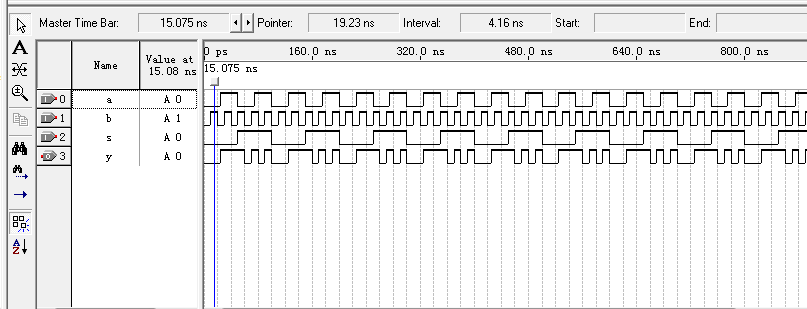 Master Time Bar: 15.075 ns Pointer: 19.23 ns Interval: 4.16 ns Start: End:
Name Value at 15.08 ns
0 ps 160.0 ns 320.0 ns 480.0 ns 640.0 ns 800.0 ns
15.075 ns
0 a A 0
1 b A 1
2 s A 0
3 y A 0